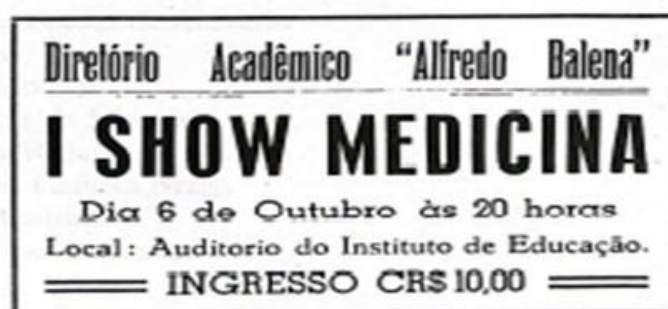 Diretório Acadêmico "Alfredo Balena"
I SHOW MEDICINA
Dia 6 de Outubro às 20 horas
Local: Auditorio do Instituto de Educação.
INGRESSO CR$ 10,00